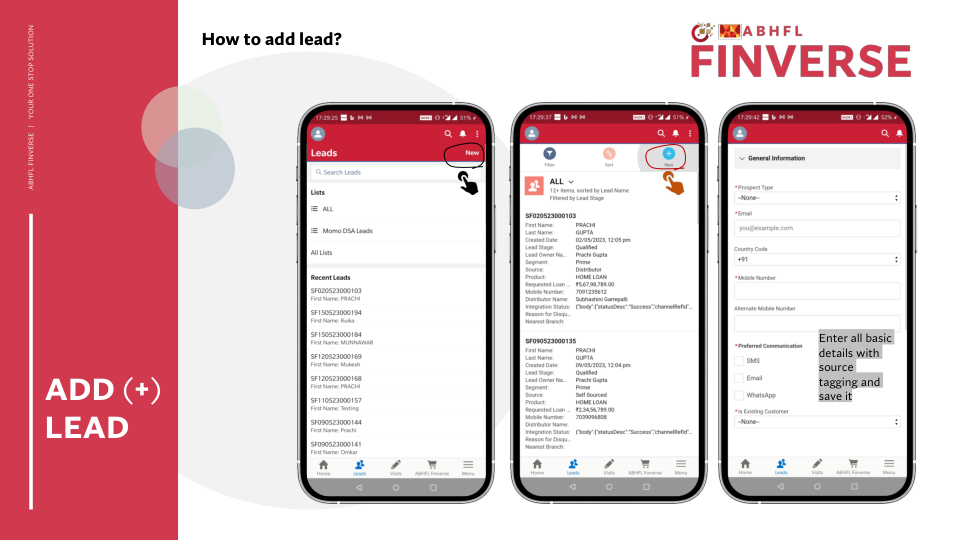 ABHFL FINVERSE | YOUR ONE STOP SOLUTION
ADD (+)
LEAD
How to add lead?
ABHFL
FINVERSE
17:29:25
51%
Leads
New
Search Leads
Lists
ALL
Momo DSA Leads
All Lists
Recent Leads
SF020523000103
First Name: PRACHI
SF150523000194
First Name: Ruika
SF150523000184
First Name: MUNNAWAR
SF120523000169
First Name: Mukesh
SF120523000168
First Name: PRACHI
SF110523000157
First Name: Testing
SF090523000144
First Name: Prachi
SF090523000141
First Name: Omkar
Home Leads Visits ABHFL Finverse Menu
17:29:37
51%
Filter Sort New
ALL
12+ items, sorted by Lead Name
Filtered by Lead Stage
SF020523000103
First Name: PRACHI
Last Name: GUPTA
Created Date: 02/05/2023, 12:05 pm
Lead Stage: Qualified
Lead Owner Na... Prachi Gupta
Segment: Prime
Source: Distributor
Product: HOME LOAN
Requested Loan ... ₹5,67,98,789.00
Mobile Number: 7091235612
Distributor Name: Subhashini Garrepalli
Integration Status: {"body":{"statusDesc":"Success","channelRefId"...
Reason for Disqu...
Nearest Branch:
SF090523000135
First Name: PRACHI
Last Name: GUPTA
Created Date: 09/05/2023, 12:04 pm
Lead Stage: Qualified
Lead Owner Na... Prachi Gupta
Segment: Prime
Source: Self Sourced
Product: HOME LOAN
Requested Loan ... ₹2,34,56,789.00
Mobile Number: 7039096808
Distributor Name:
Integration Status: {"body":{"statusDesc":"Success","channelRefId"...
Reason for Disqu...
Nearest Branch:
Home Leads Visits ABHFL Finverse Menu
17:29:42
52%
General Information
*Prospect Type
--None--
*Email
you@example.com
Country Code
+91
*Mobile Number
Alternate Mobile Number
*Preferred Communication
SMS
Email
WhatsApp
*Is Existing Customer
--None--
Enter all basic
details with
source
tagging and
save it
Home Leads Visits ABHFL Finverse Menu